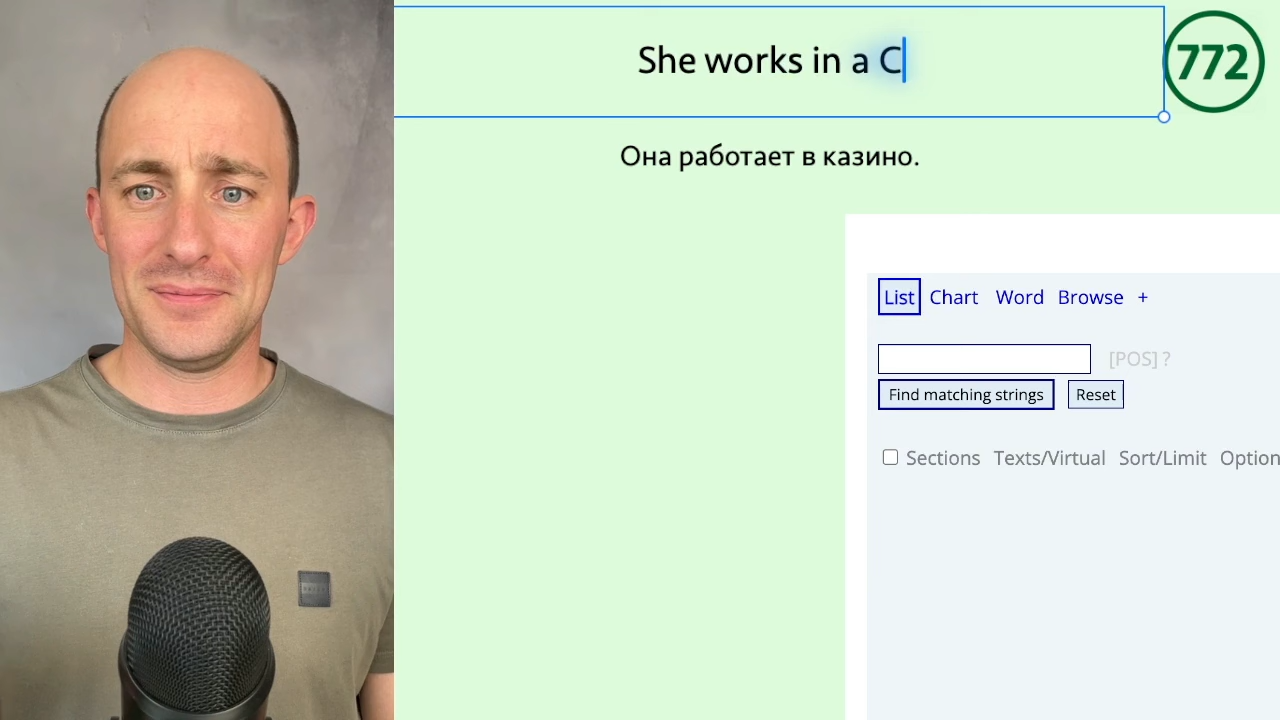 She works in a C
772
Она работает в казино.
List Chart Word Browse +
[POS] ?
Find matching strings Reset
Sections Texts/Virtual Sort/Limit Option